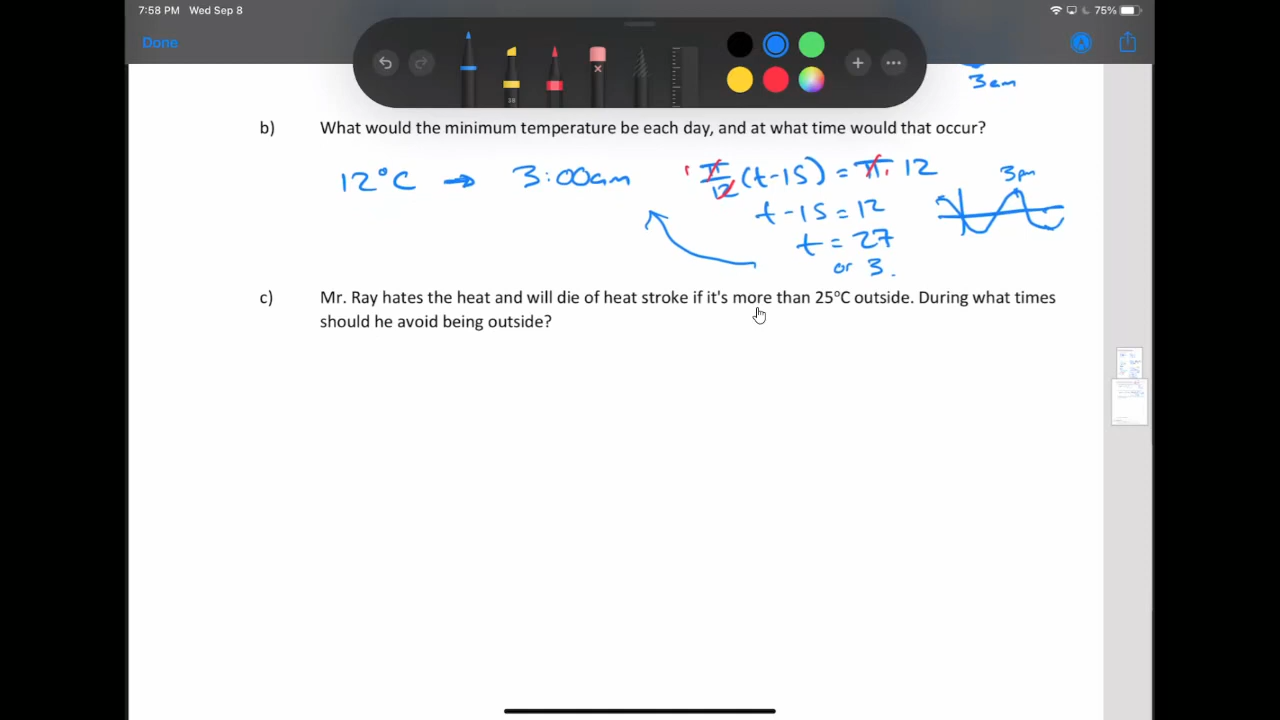 7:58 PM Wed Sep 8
75%
Done
3am
b) What would the minimum temperature be each day, and at what time would that occur?
12°C → 3:00am
π/12 (t-15) = π. 12
1
t-15 = 12
t = 27
or 3.
3pm
c) Mr. Ray hates the heat and will die of heat stroke if it's more than 25°C outside. During what times
should he avoid being outside?